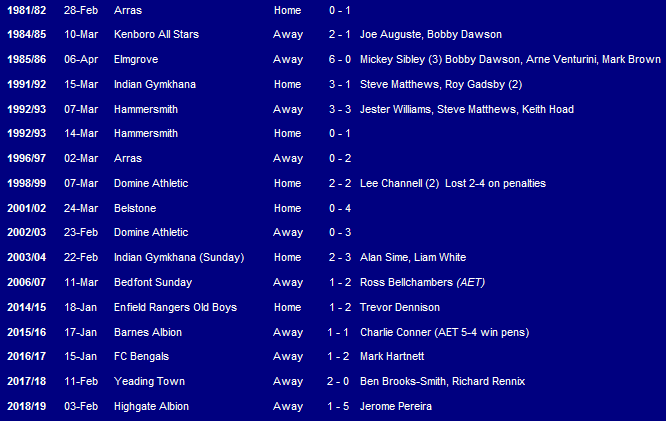 1981/82 28-Feb Arras Home 0 - 1
1984/85 10-Mar Kenboro All Stars Away 2 - 1 Joe Auguste, Bobby Dawson
1985/86 06-Apr Elmgrove Away 6 - 0 Mickey Sibley (3) Bobby Dawson, Arne Venturini, Mark Brown
1991/92 15-Mar Indian Gymkhana Home 3 - 1 Steve Matthews, Roy Gadsby (2)
1992/93 07-Mar Hammersmith Away 3 - 3 Jester Williams, Steve Matthews, Keith Hoad
1992/93 14-Mar Hammersmith Home 0 - 1
1996/97 02-Mar Arras Away 0 - 2
1998/99 07-Mar Domine Athletic Home 2 - 2 Lee Channell (2) Lost 2-4 on penalties
2001/02 24-Mar Belstone Home 0 - 4
2002/03 23-Feb Domine Athletic Away 0 - 3
2003/04 22-Feb Indian Gymkhana (Sunday) Home 2 - 3 Alan Sime, Liam White
2006/07 11-Mar Bedfont Sunday Away 1 - 2 Ross Bellchambers (AET)
2014/15 18-Jan Enfield Rangers Old Boys Home 1 - 2 Trevor Dennison
2015/16 17-Jan Barnes Albion Away 1 - 1 Charlie Conner (AET 5-4 win pens)
2016/17 15-Jan FC Bengals Away 1 - 2 Mark Hartnett
2017/18 11-Feb Yeading Town Away 2 - 0 Ben Brooks-Smith, Richard Rennix
2018/19 03-Feb Highgate Albion Away 1 - 5 Jerome Pereira